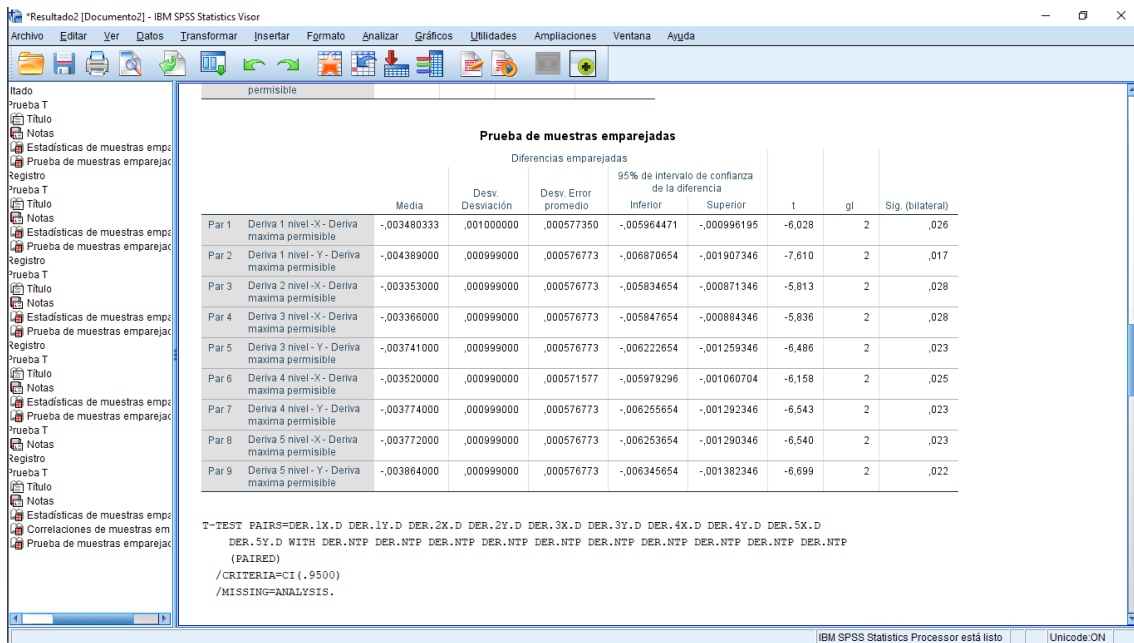 *Resultado2 [Documento2] - IBM SPSS Statistics Visor
Archivo Editar Ver Datos Transformar Insertar Formato Analizar Gráficos Utilidades Ampliaciones Ventana Ayuda
ltado
Prueba T
Título
Notas
Estadísticas de muestras empa
Prueba de muestras emparejad
Registro
Prueba T
Título
Notas
Estadísticas de muestras empa
Prueba de muestras emparejad
Registro
Prueba T
Título
Notas
Estadísticas de muestras empa
Prueba de muestras emparejad
Registro
Prueba T
Título
Notas
Estadísticas de muestras empa
Prueba de muestras emparejad
Prueba T
Notas
Registro
Prueba T
Título
Notas
Estadísticas de muestras empa
Correlaciones de muestras em
Prueba de muestras emparejad
permisible
Prueba de muestras emparejadas
Diferencias emparejadas
95% de intervalo de confianza de la diferencia
Media Desv. Desviación Desv. Error promedio Inferior Superior t gl Sig. (bilateral)
Par 1 Deriva 1 nivel -X - Deriva maxima permisible -,003480333 ,001000000 ,000577350 -,005964471 -,000996195 -6,028 2 ,026
Par 2 Deriva 1 nivel - Y - Deriva maxima permisible -,004389000 ,000999000 ,000576773 -,006870654 -,001907346 -7,610 2 ,017
Par 3 Deriva 2 nivel -X - Deriva maxima permisible -,003353000 ,000999000 ,000576773 -,005834654 -,000871346 -5,813 2 ,028
Par 4 Deriva 3 nivel -X - Deriva maxima permisible -,003366000 ,000999000 ,000576773 -,005847654 -,000884346 -5,836 2 ,028
Par 5 Deriva 3 nivel - Y - Deriva maxima permisible -,003741000 ,000999000 ,000576773 -,006222654 -,001259346 -6,486 2 ,023
Par 6 Deriva 4 nivel -X - Deriva maxima permisible -,003520000 ,000990000 ,000571577 -,005979296 -,001060704 -6,158 2 ,025
Par 7 Deriva 4 nivel - Y - Deriva maxima permisible -,003774000 ,000999000 ,000576773 -,006255654 -,001292346 -6,543 2 ,023
Par 8 Deriva 5 nivel -X - Deriva maxima permisible -,003772000 ,000999000 ,000576773 -,006253654 -,001290346 -6,540 2 ,023
Par 9 Deriva 5 nivel - Y - Deriva maxima permisible -,003864000 ,000999000 ,000576773 -,006345654 -,001382346 -6,699 2 ,022
T-TEST PAIRS=DER.1X.D DER.1Y.D DER.2X.D DER.2Y.D DER.3X.D DER.3Y.D DER.4X.D DER.4Y.D DER.5X.D
DER.5Y.D WITH DER.NTP DER.NTP DER.NTP DER.NTP DER.NTP DER.NTP DER.NTP DER.NTP DER.NTP DER.NTP
(PAIRED)
/CRITERIA=CI(.9500)
/MISSING=ANALYSIS.
IBM SPSS Statistics Processor está listo Unicode:ON